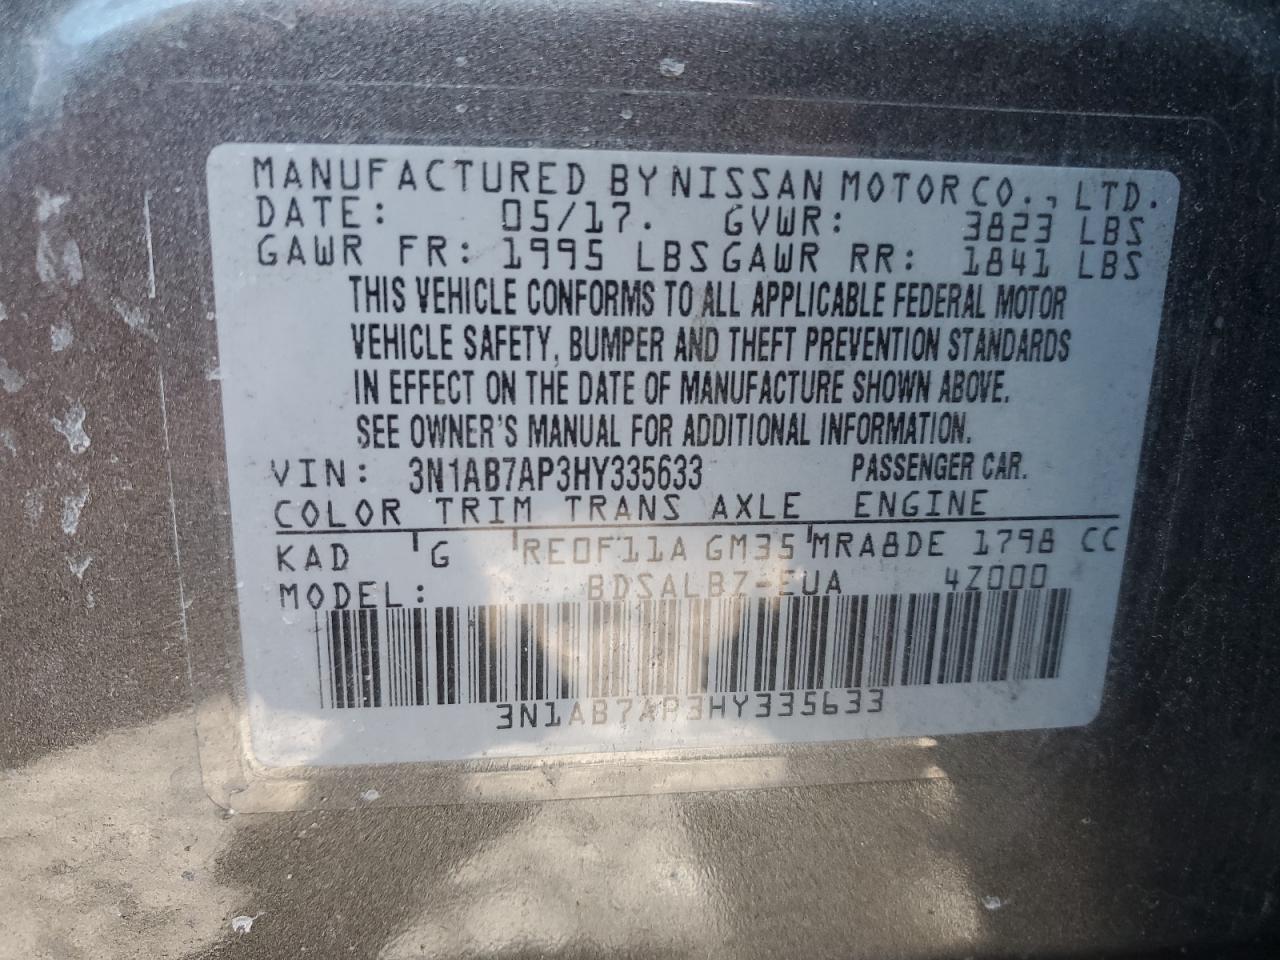 MANUFACTURED BY NISSAN MOTOR CO., LTD.
DATE: 05/17. GVWR: 3823 LBS
GAWR FR: 1995 LBS GAWR RR: 1841 LBS
THIS VEHICLE CONFORMS TO ALL APPLICABLE FEDERAL MOTOR
VEHICLE SAFETY, BUMPER AND THEFT PREVENTION STANDARDS
IN EFFECT ON THE DATE OF MANUFACTURE SHOWN ABOVE.
SEE OWNER'S MANUAL FOR ADDITIONAL INFORMATION.
VIN: 3N1AB7AP3HY335633 PASSENGER CAR.
COLOR TRIM TRANS AXLE ENGINE
KAD G RE0F11A GM35 MRA8DE 1798 CC
MODEL: BDSALBZ-EUA 4Z000
3N1AB7AP3HY335633